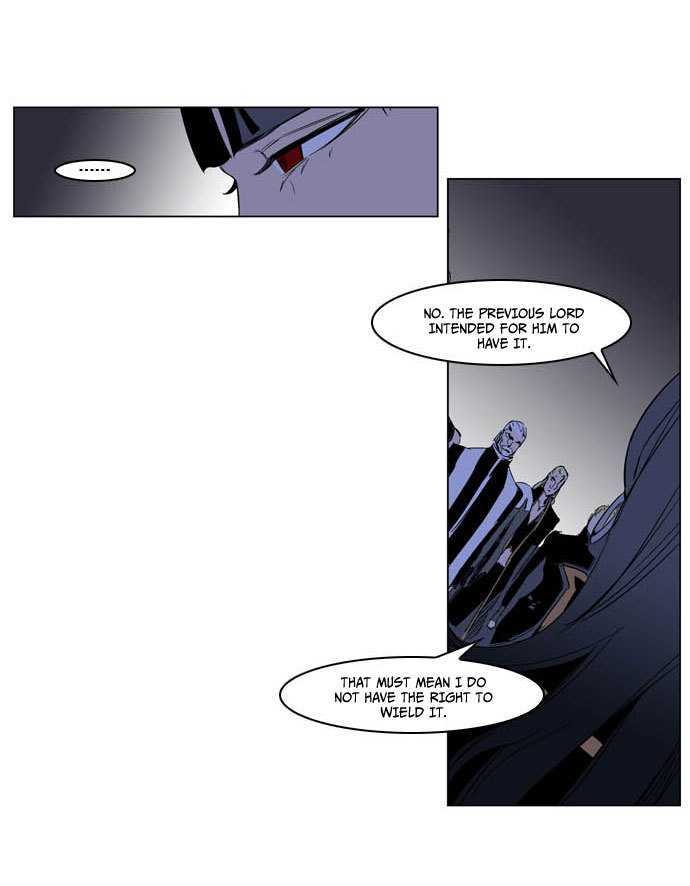 ......
NO. THE PREVIOUS LORD
INTENDED FOR HIM TO
HAVE IT.
THAT MUST MEAN I DO
NOT HAVE THE RIGHT TO
WIELD IT.